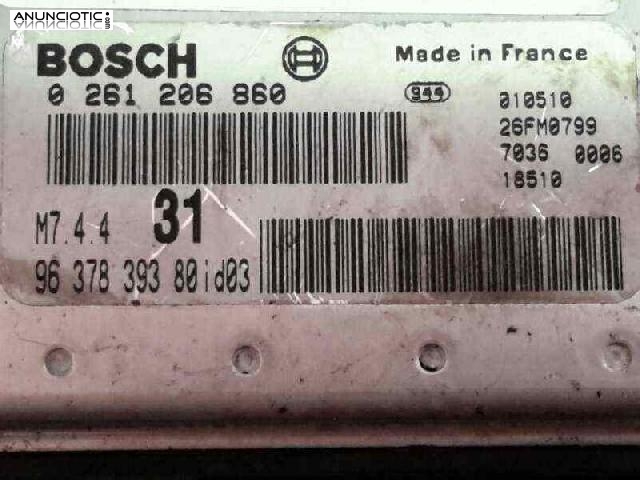 ANUNCIOTIC
BOSCH
Made in France
0 261 206 860
944
010510
26FM0799
7036 0006
18510
M7.4.4 31
96 378 393 80id03